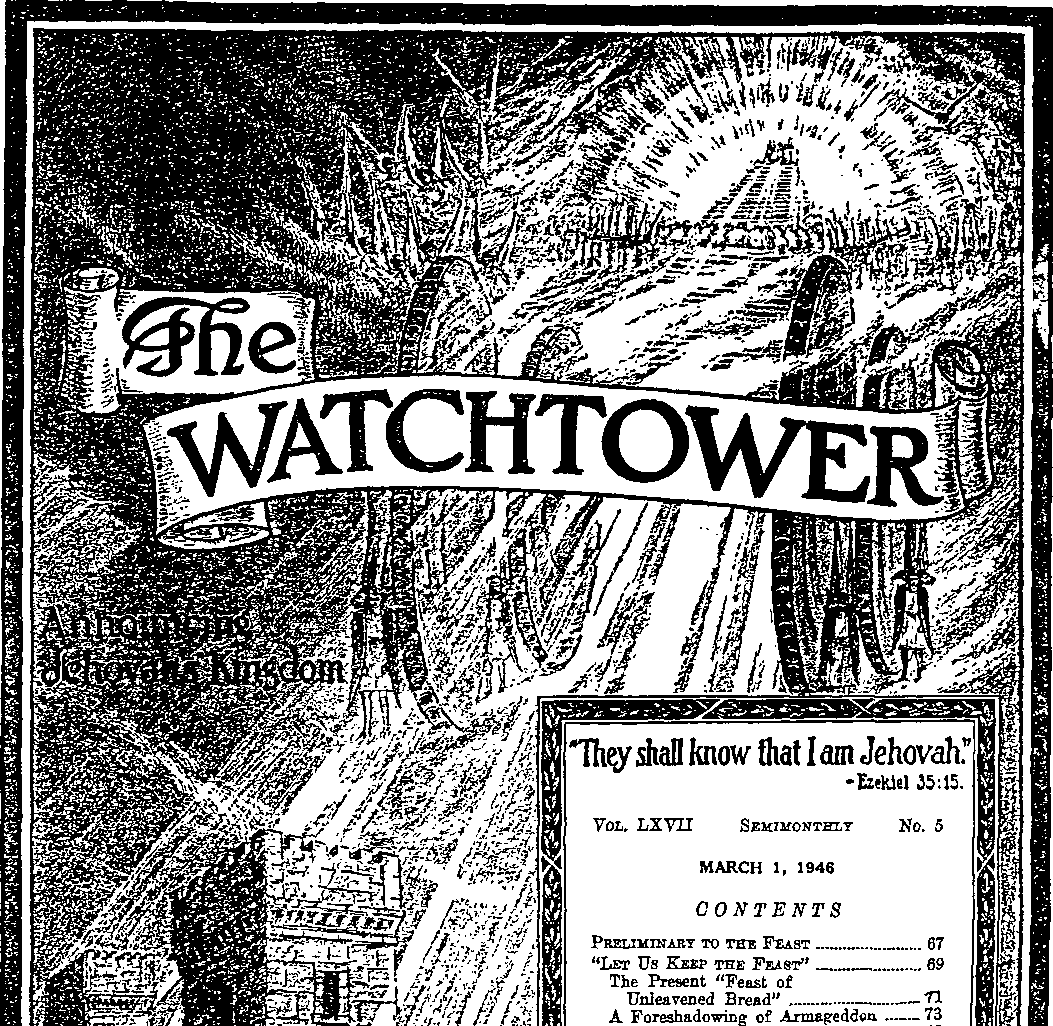 The
WATCHTOWER
Announcing
Jehovah's Kingdom
"They shall know that I am Jehovah."
-Ezekiel 35:15.
VOL. LXVII SEMIMONTHLY No. 5
MARCH 1, 1946
CONTENTS
PRELIMINARY TO THE FEAST ........................ 67
"LET US KEEP THE FEAST" ........................ 69
The Present "Feast of
Unleavened Bread" ............................. 71
A Foreshadowing of Armageddon ....... 73